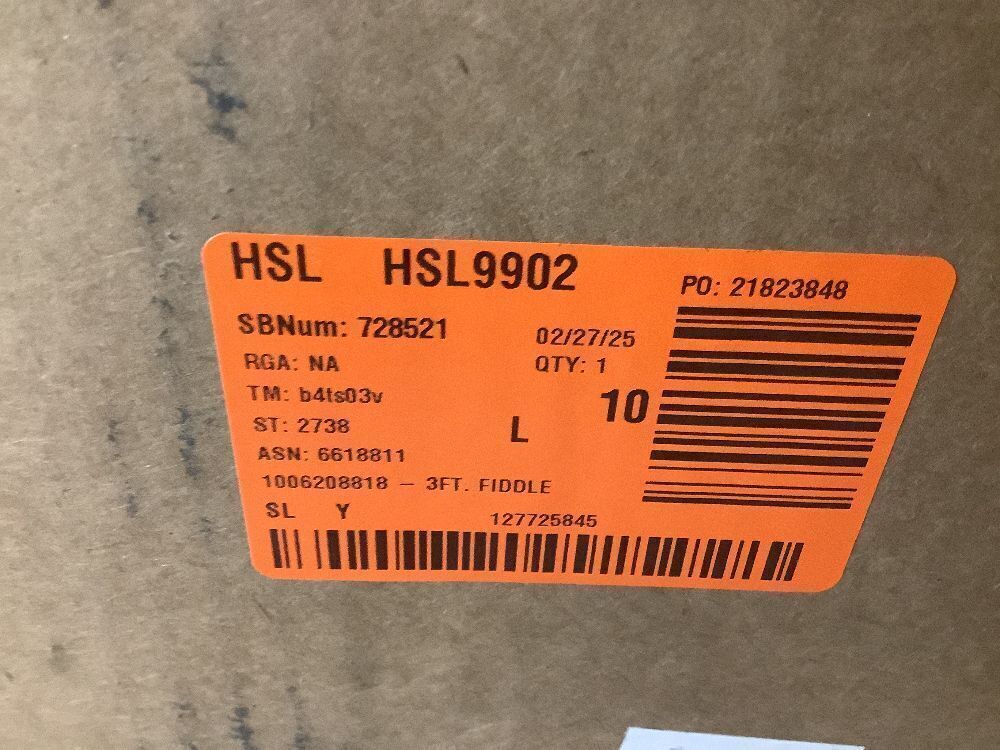 HSL HSL9902
PO: 21823848
SBNum: 728521 02/27/25
RGA: NA QTY: 1
TM: b4ts03v
10
ST: 2738 L
ASN: 6618811
1006208818 – 3FT. FIDDLE
SL Y 127725845